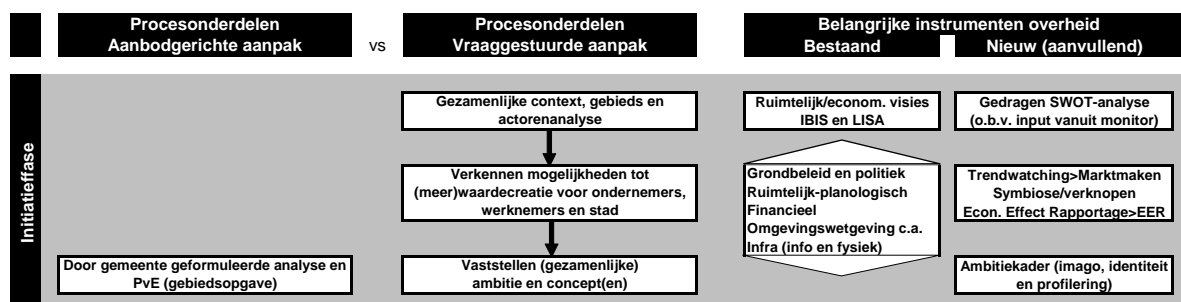 Procesonderdelen
Aanbodgerichte aanpak
vs
Procesonderdelen
Vraaggestuurde aanpak
Belangrijke instrumenten overheid
Bestaand
Nieuw (aanvullend)
Initiatieffase
Gezamenlijke context, gebieds en
actorenanalyse
Ruimtelijk/econom. visies
IBIS en LISA
Gedragen SWOT-analyse
(o.b.v. input vanuit monitor)
Verkennen mogelijkheden tot
(meer)waardecreatie voor ondernemers,
werknemers en stad
Grondbeleid en politiek
Ruimtelijk-planologisch
Financieel
Omgevingswetgeving c.a.
Infra (info en fysiek)
Trendwatching>Marktmaken
Symbiose/verknopen
Econ. Effect Rapportage>EER
Door gemeente geformuleerde analyse en
PvE (gebiedsopgave)
Vaststellen (gezamenlijke)
ambitie en concept(en)
Ambitiekader (imago, identiteit
en profilering)